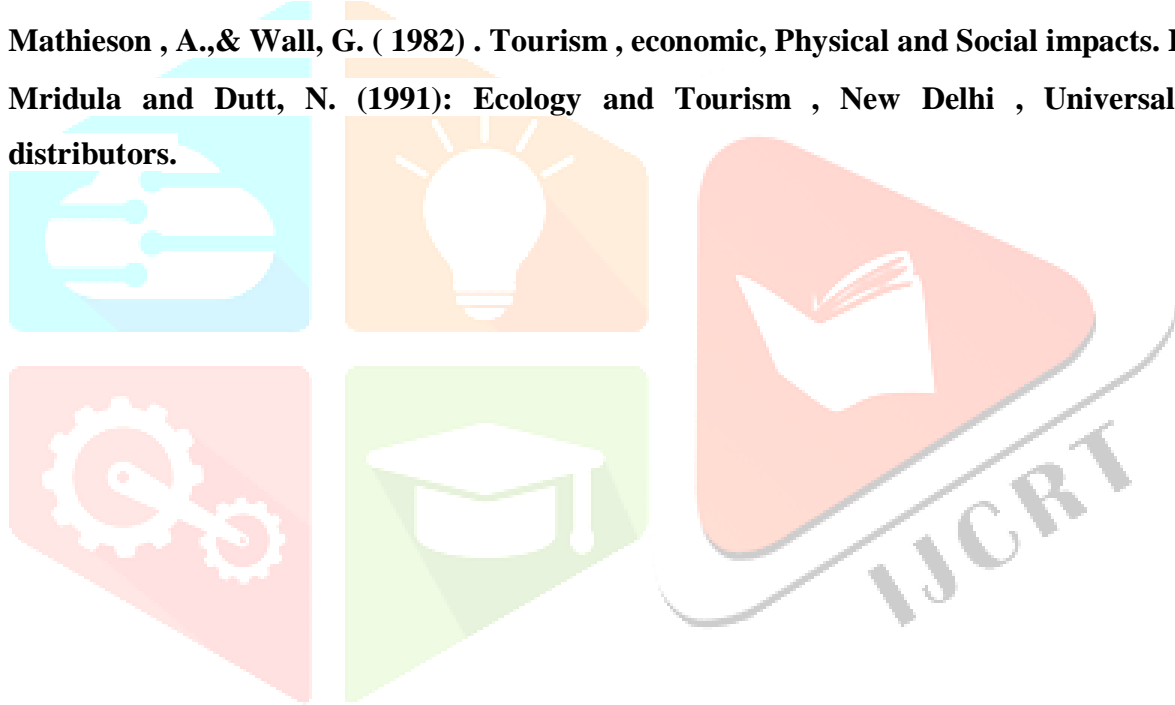 Mathieson , A.,& Wall, G. ( 1982) . Tourism , economic, Physical and Social impacts.
Mridula and Dutt, N. (1991): Ecology and Tourism , New Delhi , Universal
distributors.
IJCRT